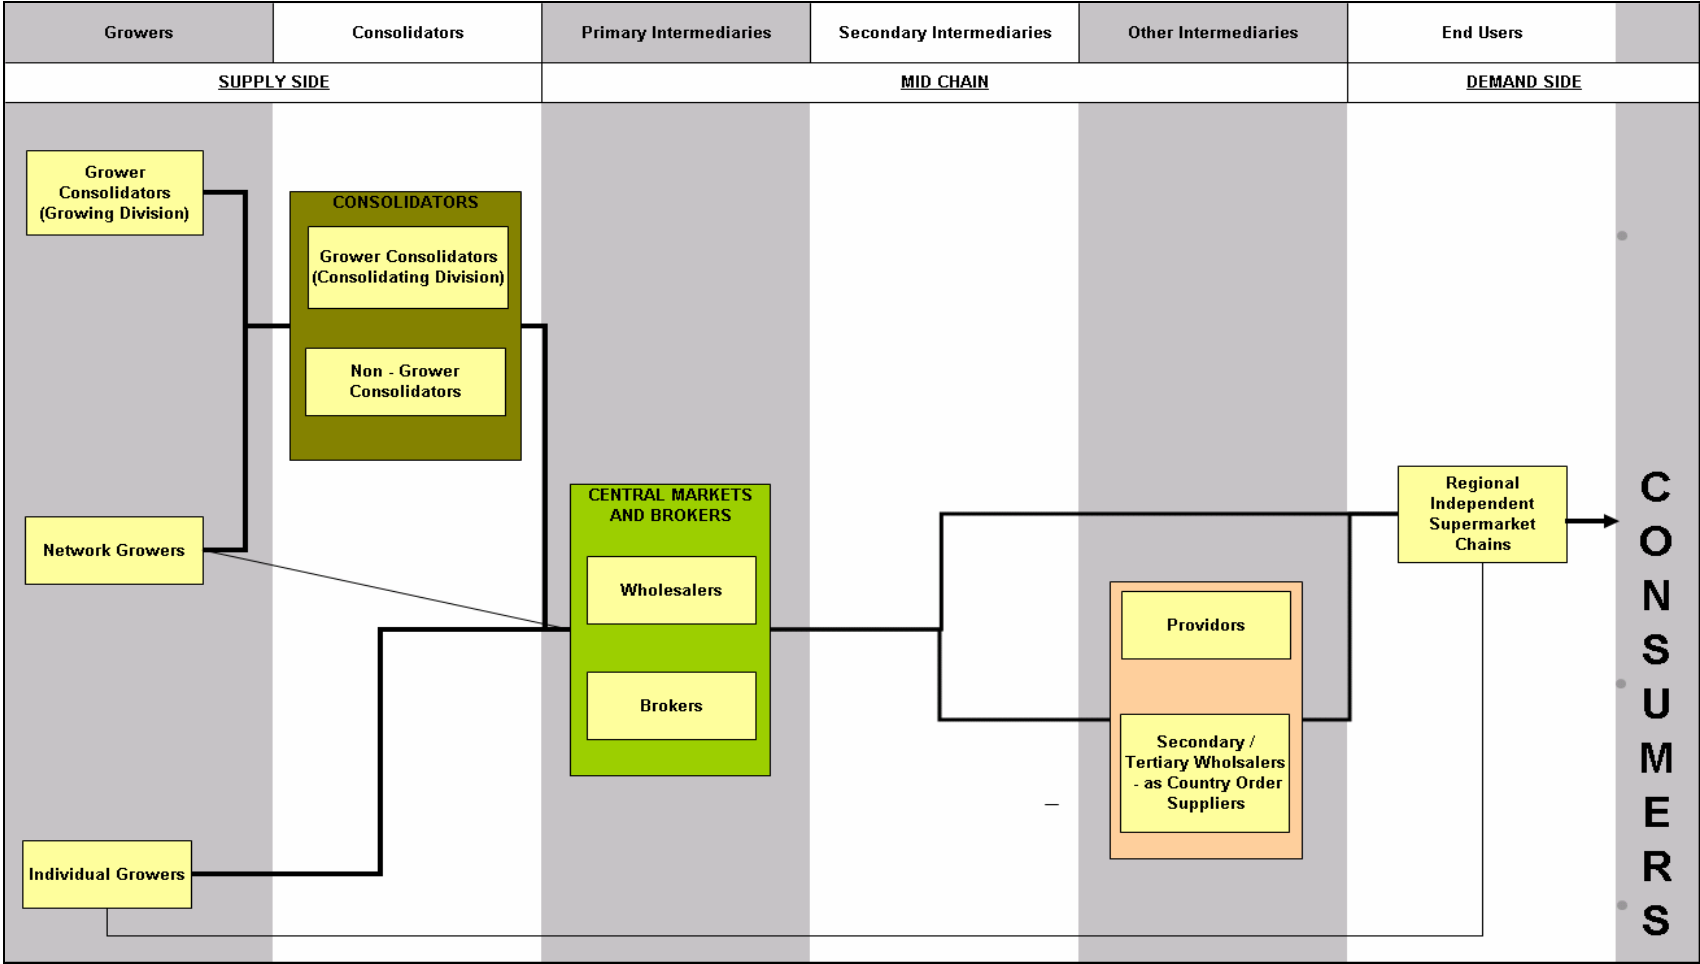 Growers
Consolidators
Primary Intermediaries
Secondary Intermediaries
Other Intermediaries
End Users
SUPPLY SIDE
MID CHAIN
DEMAND SIDE
Grower
Consolidators
(Growing Division)
CONSOLIDATORS
Grower Consolidators
(Consolidating Division)
Non - Grower
Consolidators
Network Growers
Individual Growers
CENTRAL MARKETS
AND BROKERS
Wholesalers
Brokers
Providors
Secondary /
Tertiary Wholsalers
- as Country Order
Suppliers
Regional
Independent
Supermarket
Chains
CONSUMERS